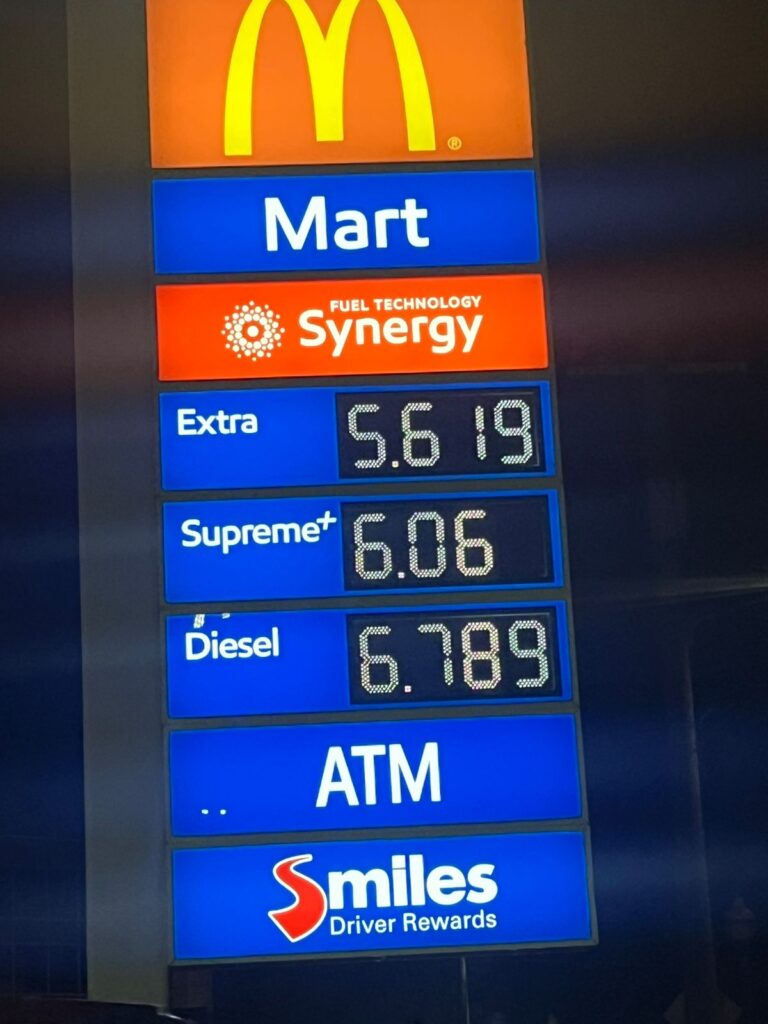 M
®
Mart
FUEL TECHNOLOGY
Synergy
Extra 5.619
Supreme+ 6.06
Diesel 6.789
ATM
Smiles
Driver Rewards